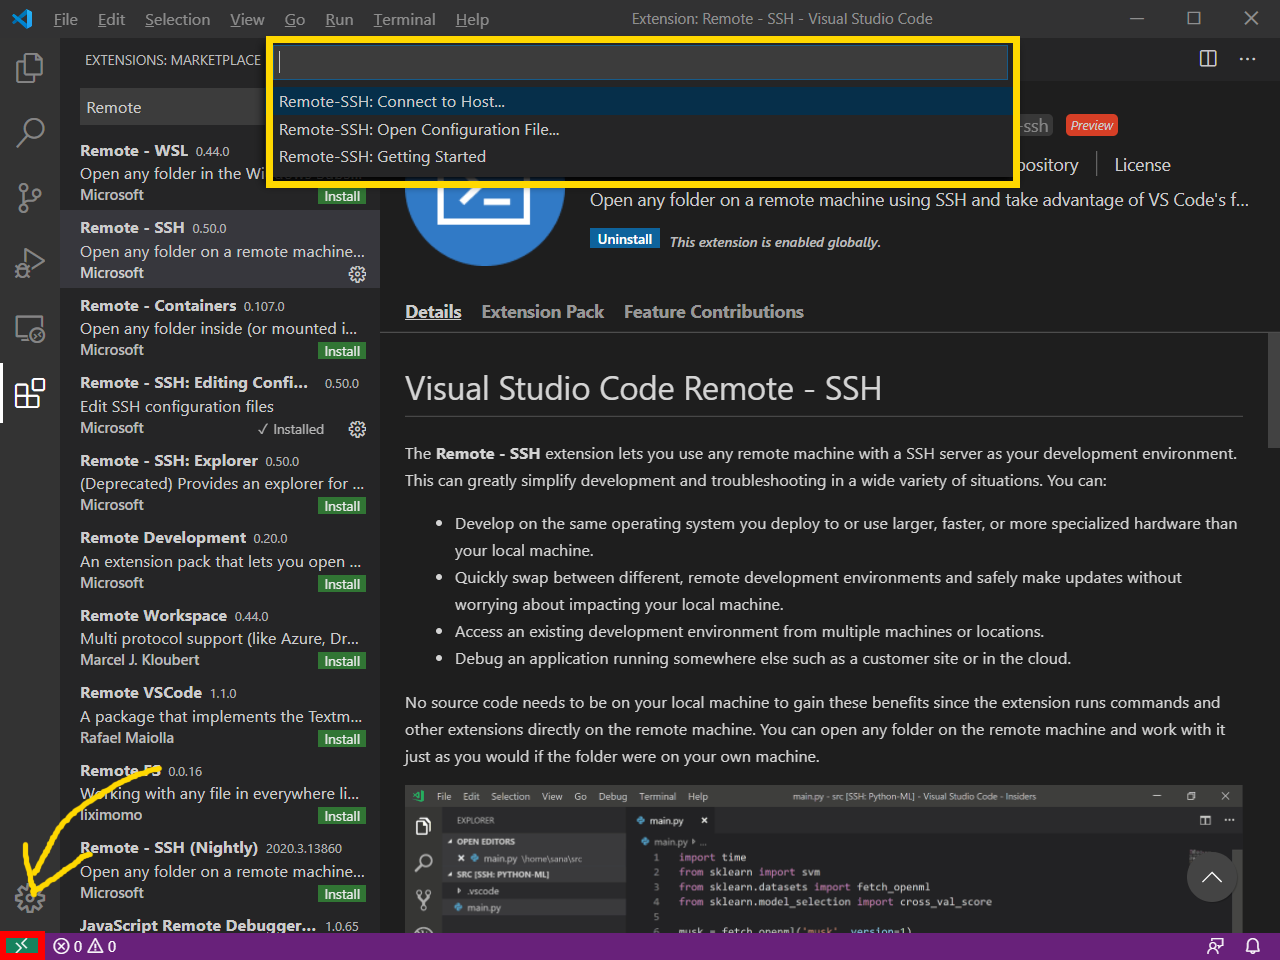 File Edit Selection View Go Run Terminal Help
Extension: Remote - SSH - Visual Studio Code
EXTENSIONS: MARKETPLACE
Remote
Remote-SSH: Connect to Host...
Remote-SSH: Open Configuration File...
Remote-SSH: Getting Started
Remote - WSL 0.44.0
Open any folder in the
Microsoft
Install
Remote - SSH 0.50.0
Open any folder on a remote machine...
Microsoft
Remote - Containers 0.107.0
Open any folder inside (or mounted i...
Microsoft
Install
Remote - SSH: Editing Confi... 0.50.0
Edit SSH configuration files
Microsoft
✓ Installed
Remote - SSH: Explorer 0.50.0
(Deprecated) Provides an explorer for ...
Microsoft
Install
Remote Development 0.20.0
An extension pack that lets you open ...
Microsoft
Install
Remote Workspace 0.44.0
Multi protocol support (like Azure, Dr...
Marcel J. Kloubert
Install
Remote VSCode 1.1.0
A package that implements the Textm...
Rafael Maiolla
Install
Remote FS 0.0.16
Working with any file in everywhere li...
liximomo
Install
Remote - SSH (Nightly) 2020.3.13860
Open any folder on a remote machine...
Microsoft
Install
JavaScript Remote Debugger... 1.0.65
-ssh
Preview
pository
License
Open any folder on a remote machine using SSH and take advantage of VS Code's f...
Uninstall
This extension is enabled globally.
Details Extension Pack Feature Contributions
Visual Studio Code Remote - SSH
The Remote - SSH extension lets you use any remote machine with a SSH server as your development environment.
This can greatly simplify development and troubleshooting in a wide variety of situations. You can:
• Develop on the same operating system you deploy to or use larger, faster, or more specialized hardware than
your local machine.
• Quickly swap between different, remote development environments and safely make updates without
worrying about impacting your local machine.
• Access an existing development environment from multiple machines or locations.
• Debug an application running somewhere else such as a customer site or in the cloud.
No source code needs to be on your local machine to gain these benefits since the extension runs commands and
other extensions directly on the remote machine. You can open any folder on the remote machine and work with it
just as you would if the folder were on your own machine.
File Edit Selection View Go Debug Terminal Help
main.py - src [SSH: Python-ML] - Visual Studio Code - Insiders
EXPLORER
OPEN EDITORS
main.py \home\sana\src
SRC [SSH: PYTHON-ML]
.vscode
main.py
main.py
main.py ...
1 import time
2 from sklearn import svm
3 from sklearn.datasets import fetch_openml
4 from sklearn.model_selection import cross_val_score
5
6 musk = fetch_openml('musk', version=1)
0 0